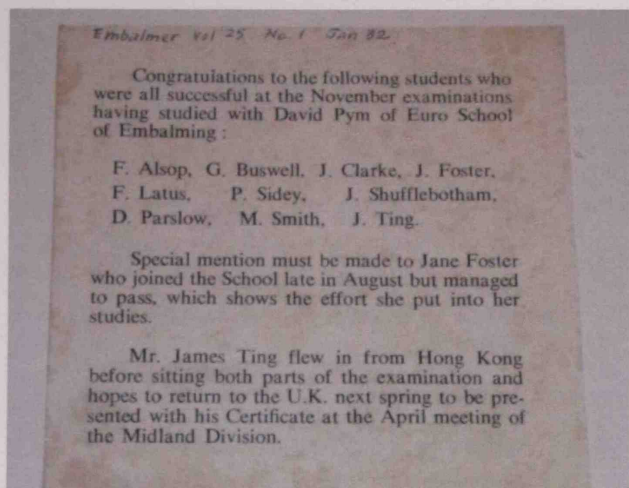 Embalmer Vol 25 No. 1 Jan 82.
Congratulations to the following students who
were all successful at the November examinations
having studied with David Pym of Euro School
of Embalming :
F. Alsop, G. Buswell, J. Clarke, J. Foster,
F. Latus, P. Sidey, J. Shufflebotham,
D. Parslow, M. Smith, J. Ting.
Special mention must be made to Jane Foster
who joined the School late in August but managed
to pass, which shows the effort she put into her
studies.
Mr. James Ting flew in from Hong Kong
before sitting both parts of the examination and
hopes to return to the U.K. next spring to be pre-
sented with his Certificate at the April meeting of
the Midland Division.